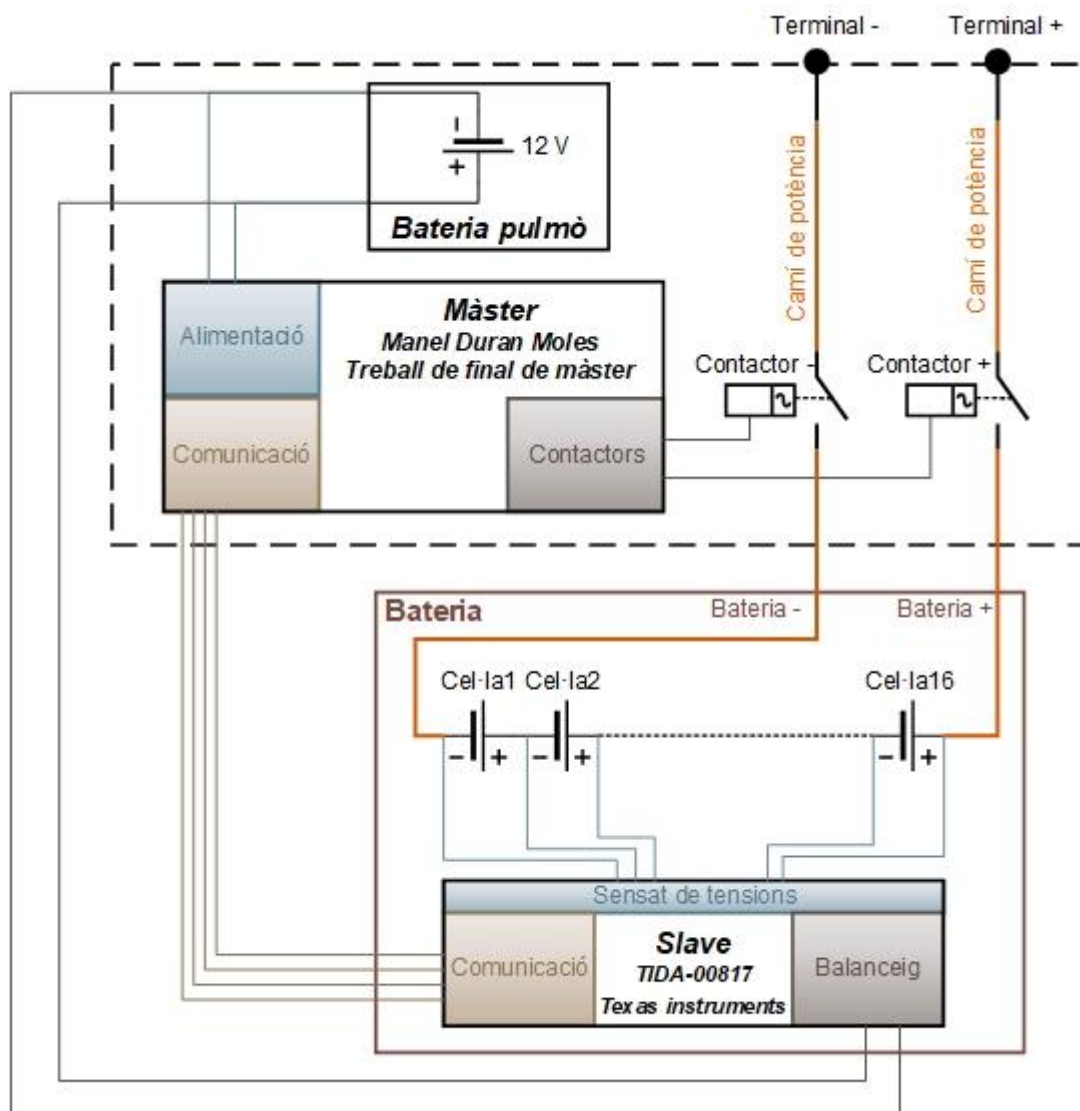 Terminal -
Terminal +
-
12 V
+
Bateria pulmò
Camí de potència
Camí de potència
Alimentació
Màster
Manel Duran Moles
Treball de final de màster
Contactor -
Contactor +
Comunicació
Contactors
Bateria
Bateria -
Bateria +
Cel·la1
Cel·la2
Cel·la16
- +
- +
- +
Sensat de tensions
Comunicació
Slave
TIDA-00817
Texas instruments
Balanceig